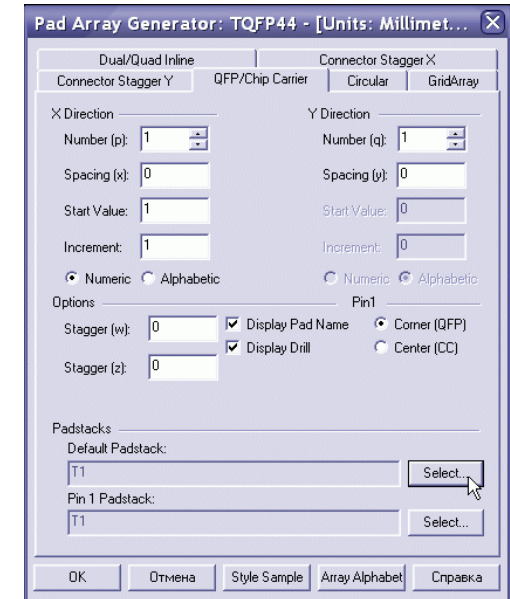 Pad Array Generator: TQFP44 - [Units: Millimet...
Dual/Quad Inline Connector Stagger X
Connector Stagger Y QFP/Chip Carrier Circular GridArray
X Direction Y Direction
Number (p): 1 Number (q): 1
Spacing (x): 0 Spacing (y): 0
Start Value: 1 Start Value: 0
Increment: 1 Increment: 0
Numeric Alphabetic Numeric Alphabetic
Options Pin1
Stagger (w): 0 Display Pad Name Corner (QFP)
Display Drill Center (CC)
Stagger (z): 0
Padstacks
Default Padstack:
T1 Select...
Pin 1 Padstack:
T1 Select...
OK Отмена Style Sample Array Alphabet Справка